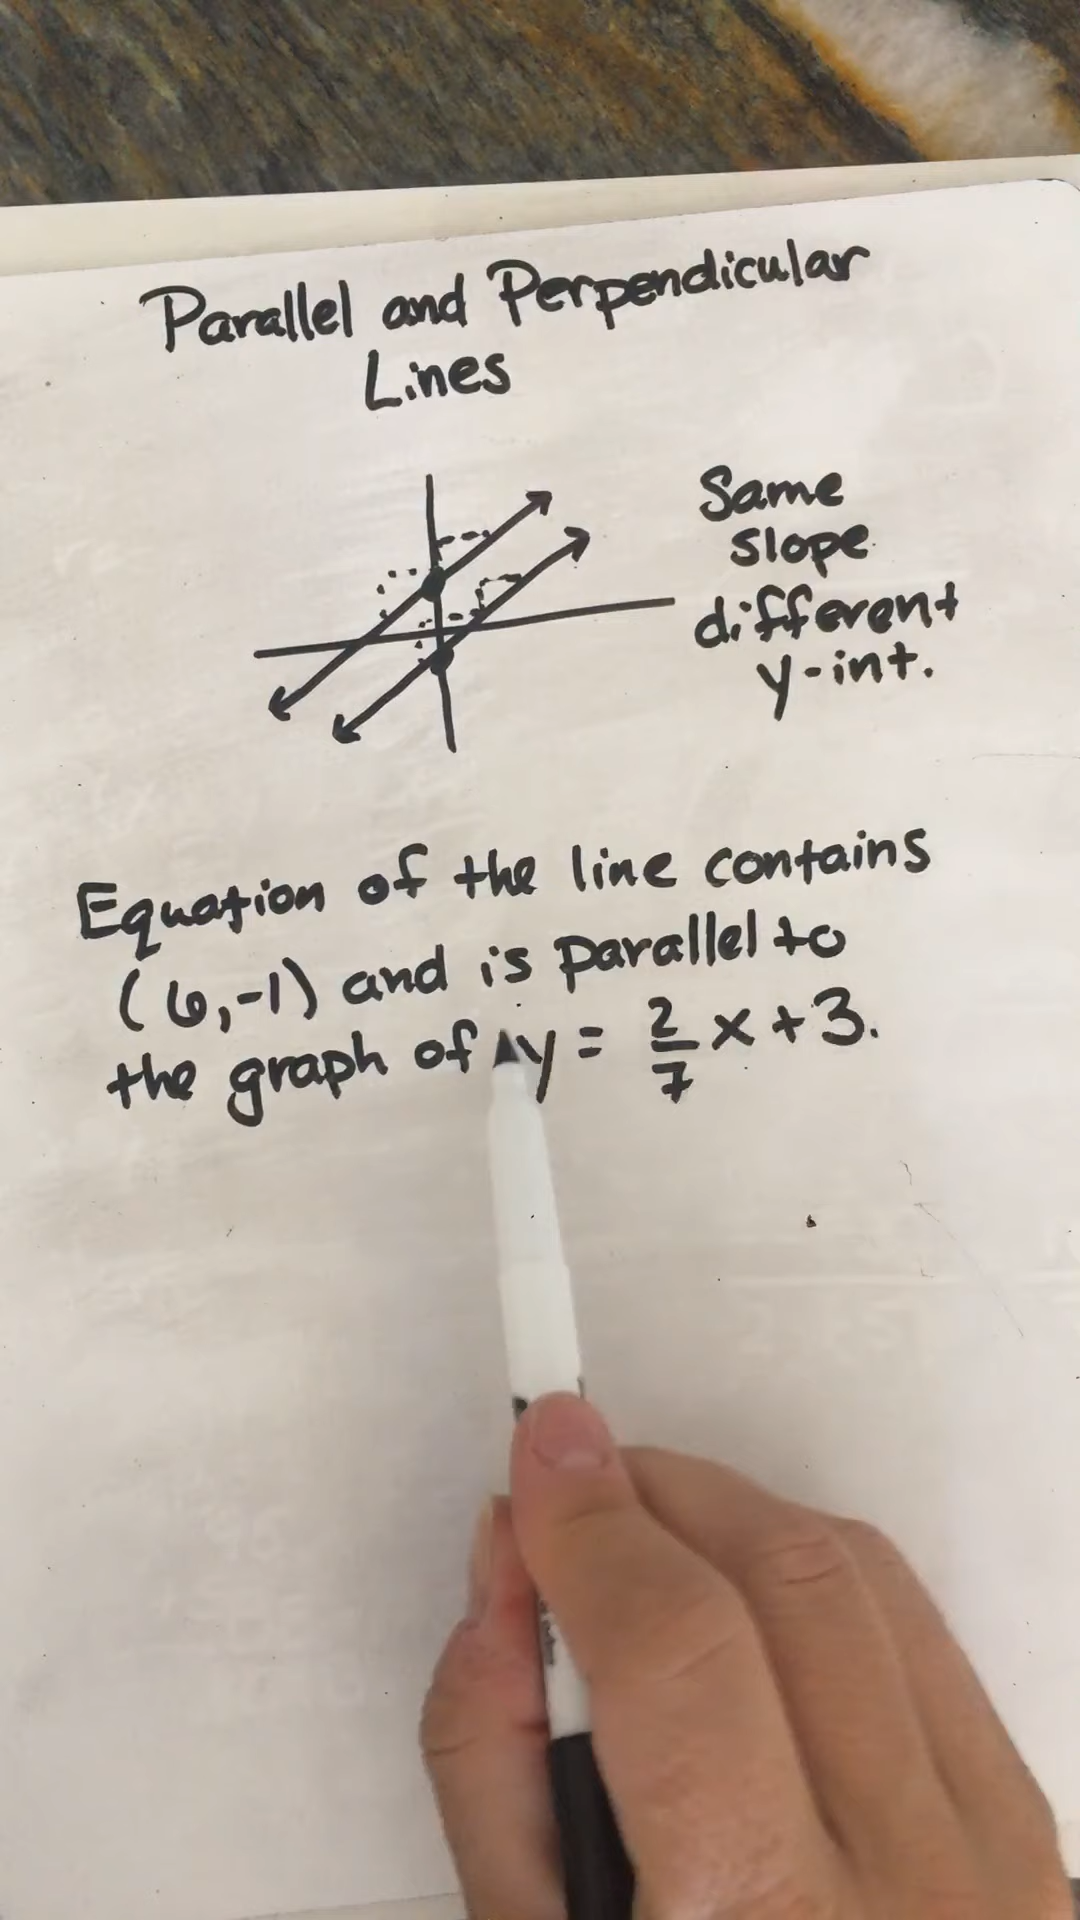 Parallel and Perpendicular
Lines
Same
slope
different
y-int.
Equation of the line contains
(6,-1) and is parallel to
the graph of y = 2/7 x + 3.